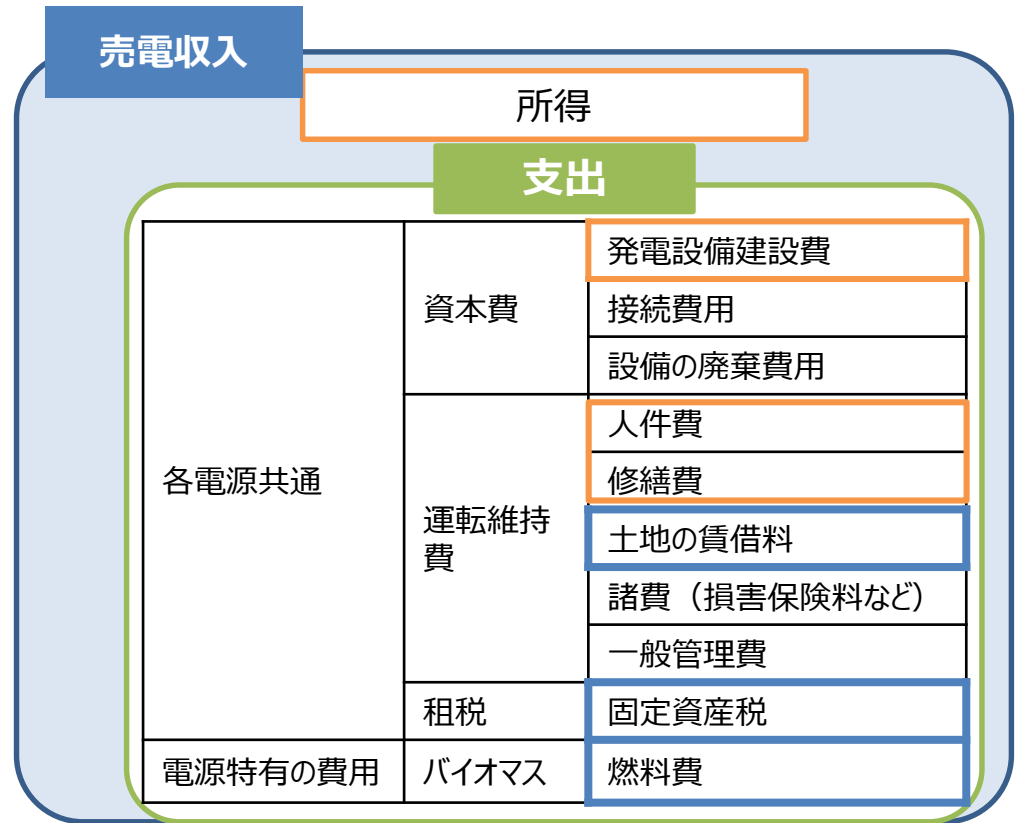 売電収入
所得
支出
各電源共通
資本費
発電設備建設費
接続費用
設備の廃棄費用
運転維持
費
人件費
修繕費
土地の賃借料
諸費（損害保険料など）
一般管理費
租税
固定資産税
電源特有の費用
バイオマス
燃料費